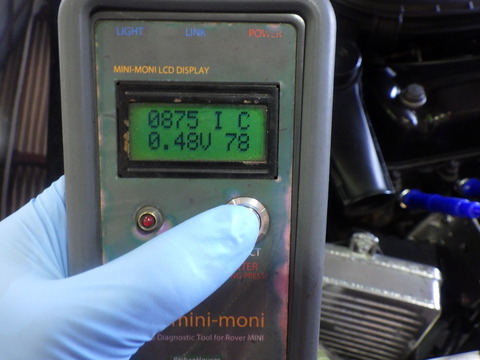 LIGHT LINK POWER
MINI-MONI LCD DISPLAY
0875 I C
0.48V 78
mini-moni
Diagnostic Tool for Rover MINI